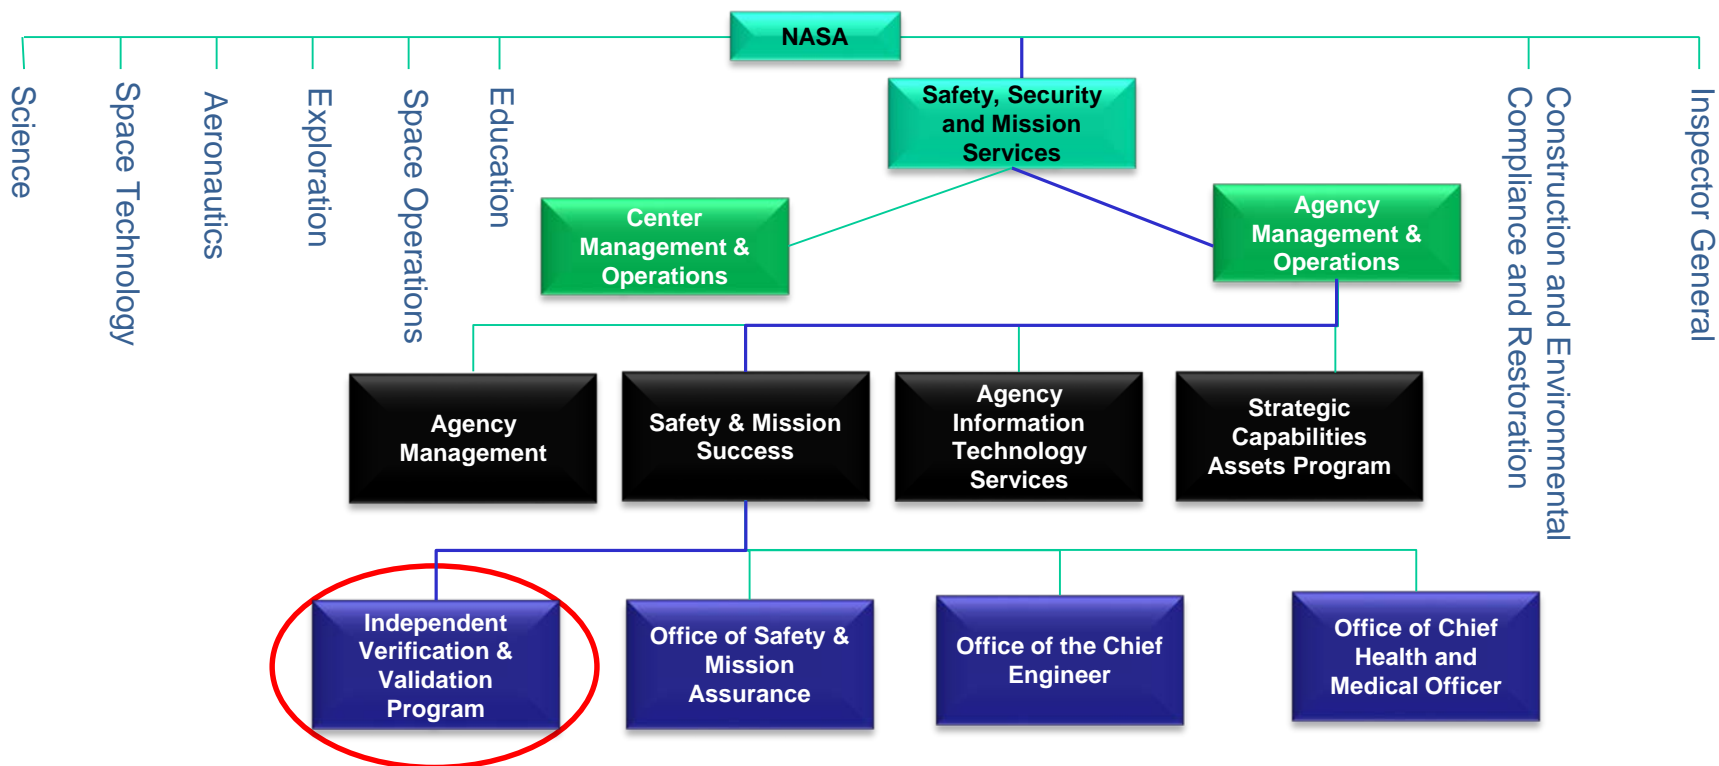 NASA
Science
Space Technology
Aeronautics
Exploration
Space Operations
Education
Safety, Security
and Mission
Services
Construction and Environmental
Compliance and Restoration
Inspector General
Center
Management &
Operations
Agency
Management &
Operations
Agency
Management
Safety & Mission
Success
Agency
Information
Technology
Services
Strategic
Capabilities
Assets Program
Independent
Verification &
Validation
Program
Office of Safety &
Mission
Assurance
Office of the Chief
Engineer
Office of Chief
Health and
Medical Officer